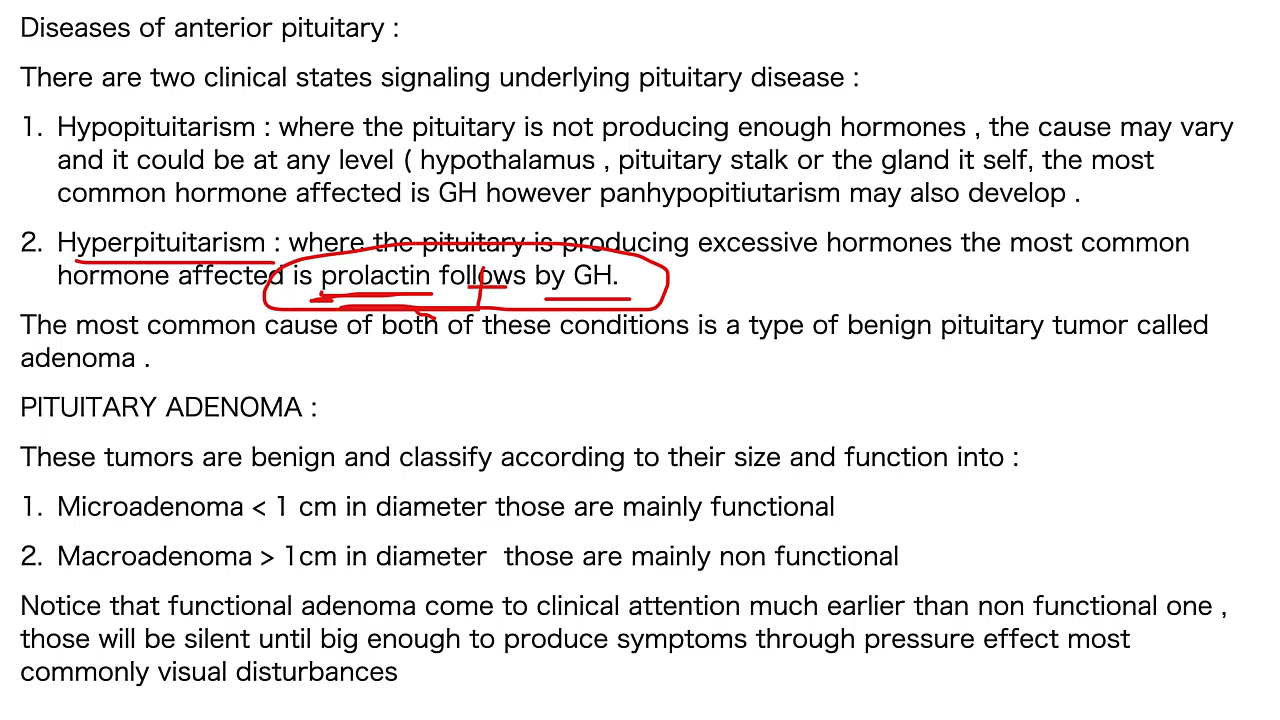 Diseases of anterior pituitary :
There are two clinical states signaling underlying pituitary disease :
1. Hypopituitarism : where the pituitary is not producing enough hormones , the cause may vary
and it could be at any level ( hypothalamus , pituitary stalk or the gland it self, the most
common hormone affected is GH however panhypopitiutarism may also develop .
2. Hyperpituitarism : where the pituitary is producing excessive hormones the most common
hormone affected is prolactin follows by GH.
The most common cause of both of these conditions is a type of benign pituitary tumor called
adenoma .
PITUITARY ADENOMA :
These tumors are benign and classify according to their size and function into :
1. Microadenoma < 1 cm in diameter those are mainly functional
2. Macroadenoma > 1cm in diameter  those are mainly non functional
Notice that functional adenoma come to clinical attention much earlier than non functional one ,
those will be silent until big enough to produce symptoms through pressure effect most
commonly visual disturbances